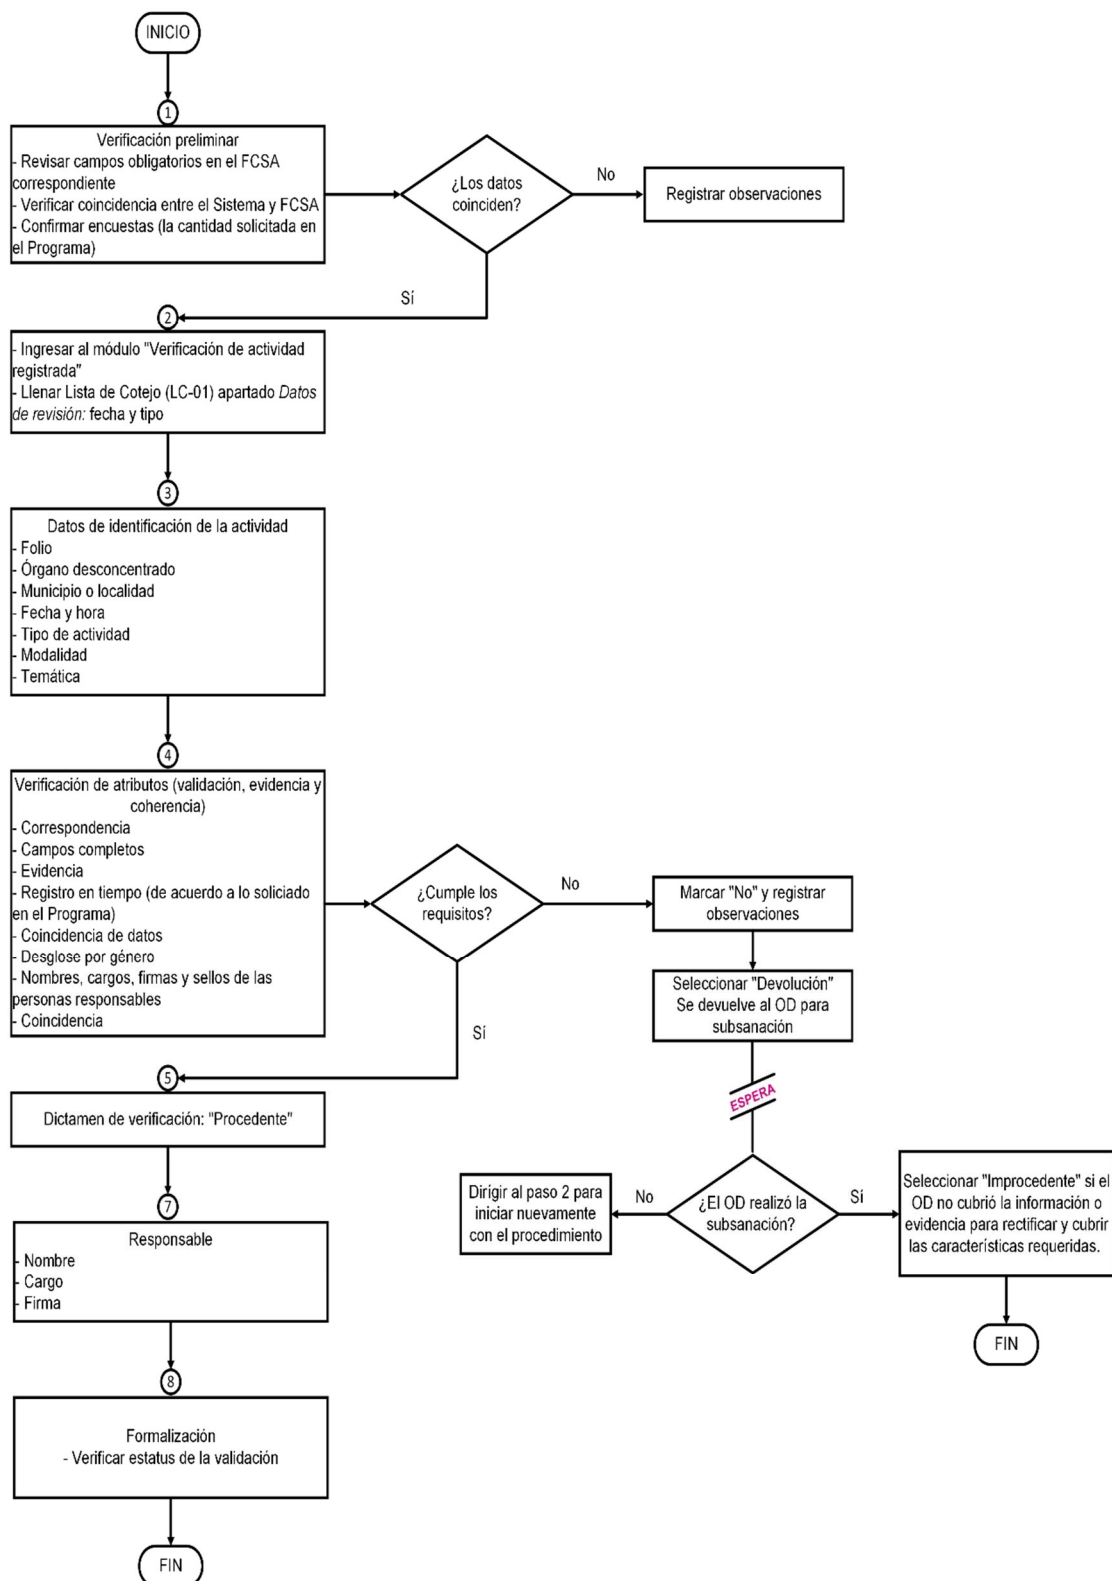 INICIO
1
Verificación preliminar
- Revisar campos obligatorios en el FCSA
correspondiente
- Verificar coincidencia entre el Sistema y FCSA
- Confirmar encuestas (la cantidad solicitada en
el Programa)
¿Los datos
coinciden?
No
Registrar observaciones
Sí
2
- Ingresar al módulo "Verificación de actividad
registrada"
- Llenar Lista de Cotejo (LC-01) apartado Datos
de revisión: fecha y tipo
3
Datos de identificación de la actividad
- Folio
- Órgano desconcentrado
- Municipio o localidad
- Fecha y hora
- Tipo de actividad
- Modalidad
- Temática
4
Verificación de atributos (validación, evidencia y
coherencia)
- Correspondencia
- Campos completos
- Evidencia
- Registro en tiempo (de acuerdo a lo soliciado
en el Programa)
- Coincidencia de datos
- Desglose por género
- Nombres, cargos, firmas y sellos de las
personas responsables
- Coincidencia
¿Cumple los
requisitos?
No
Marcar "No" y registrar
observaciones
Seleccionar "Devolución"
Se devuelve al OD para
subsanación
ESPERA
¿El OD realizó la
subsanación?
No
Dirigir al paso 2 para
iniciar nuevamente
con el procedimiento
Sí
Seleccionar "Improcedente" si el
OD no cubrió la información o
evidencia para rectificar y cubrir
las características requeridas.
FIN
Sí
5
Dictamen de verificación: "Procedente"
7
Responsable
- Nombre
- Cargo
- Firma
8
Formalización
- Verificar estatus de la validación
FIN